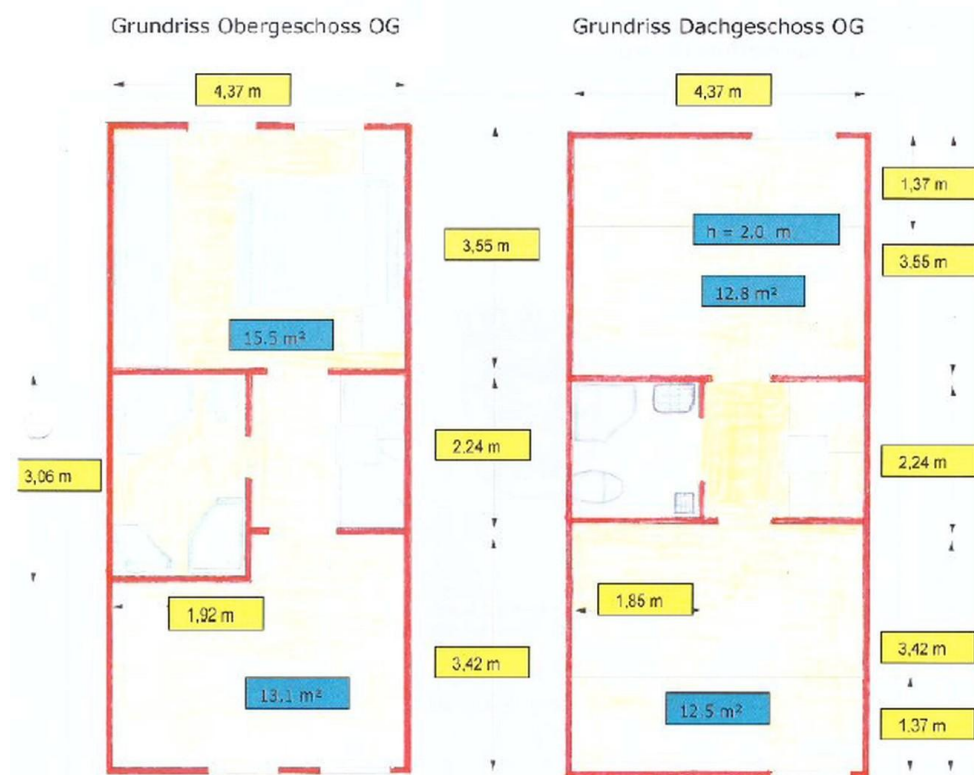 Grundriss Obergeschoss OG
4,37 m
3,55 m
15.5 m²
2,24 m
3,06 m
1,92 m
3,42 m
13.1 m²
Grundriss Dachgeschoss OG
4,37 m
1,37 m
h = 2.0 m
3,55 m
12.8 m²
2,24 m
1,85 m
3,42 m
12.5 m²
1,37 m